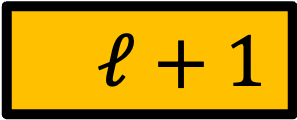 ℓ + 1